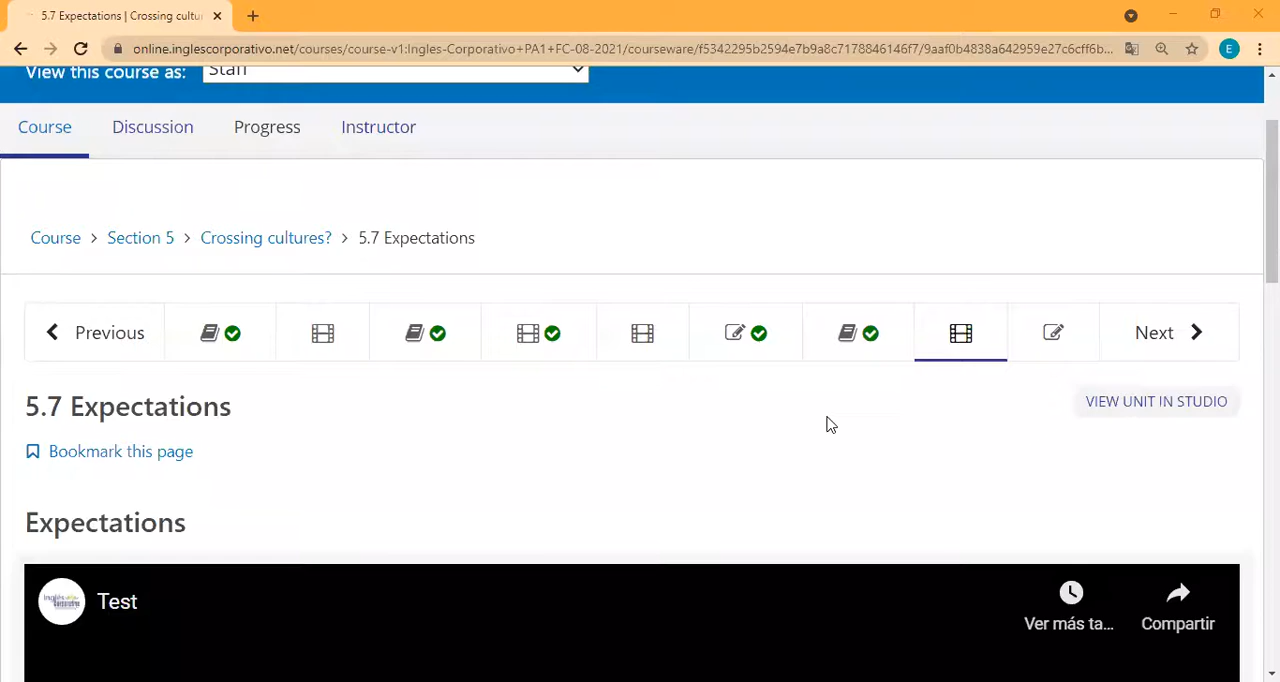 5.7 Expectations | Crossing cultu
online.inglescorporativo.net/courses/course-v1:Ingles-Corporativo+PA1+FC-08-2021/courseware/f5342295b2594e7b9a8c7178846146f7/9aaf0b4838a642959e27c6cff6b...
E
View this course as: Staff
Course Discussion Progress Instructor
Course > Section 5 > Crossing cultures? > 5.7 Expectations
Previous Next
5.7 Expectations
VIEW UNIT IN STUDIO
Bookmark this page
Expectations
Test
Ver más ta... Compartir